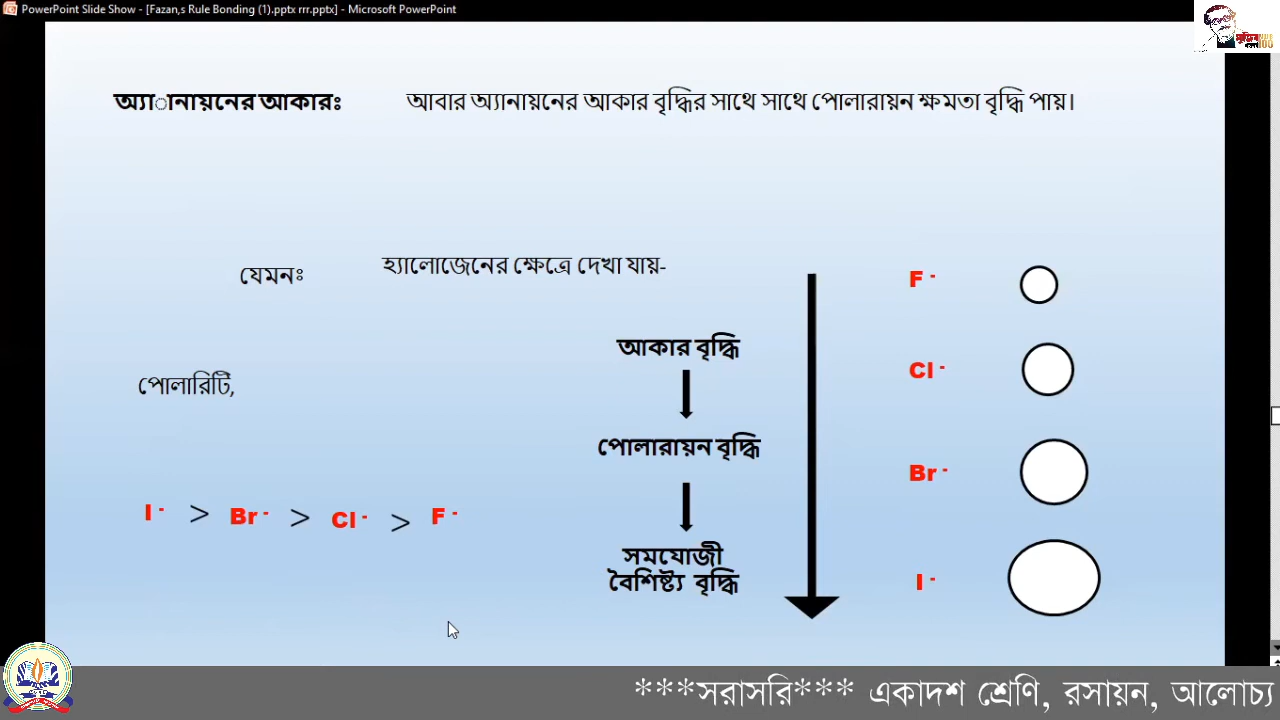 PowerPoint Slide Show - [Fazan,s Rule Bonding (1).pptx rrr.pptx] - Microsoft PowerPoint
অ্যাানায়নের আকারঃ আবার অ্যানায়নের আকার বৃদ্ধির সাথে সাথে পোলারায়ন ক্ষমতা বৃদ্ধি পায়।
যেমনঃ হ্যালোজেনের ক্ষেত্রে দেখা যায়-
F -
আকার বৃদ্ধি
Cl -
পোলারিটি,
পোলারায়ন বৃদ্ধি
Br -
I - > Br - > Cl - > F -
সমযোজী
বৈশিষ্ট্য বৃদ্ধি
I -
***সরাসরি*** একাদশ শ্রেণি, রসায়ন, আলোচ্য